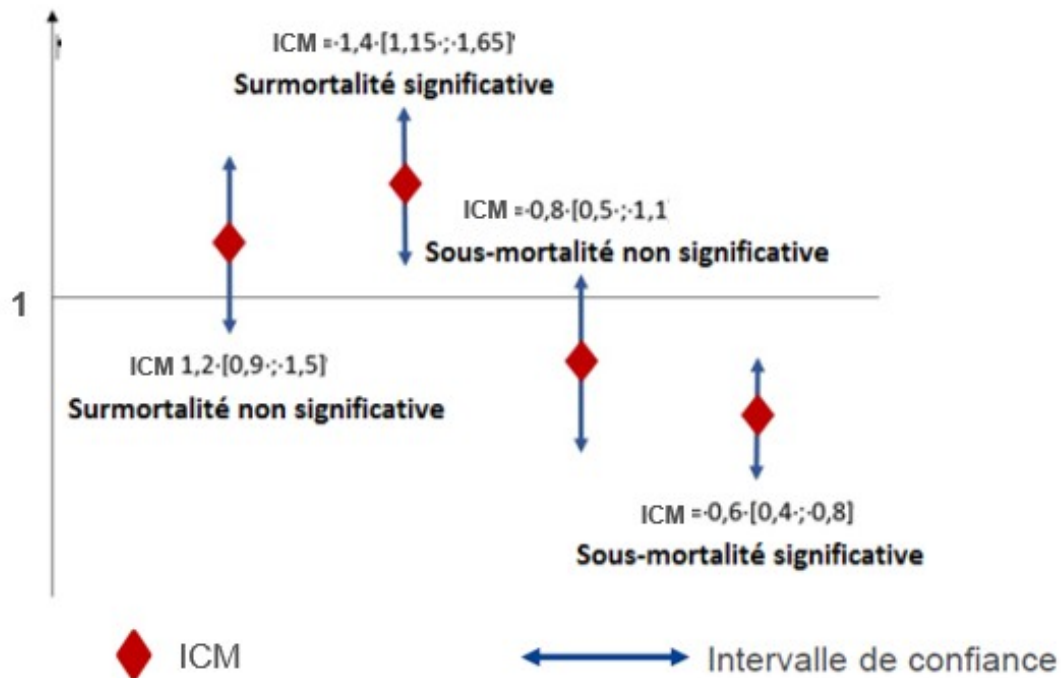 ICM =·1,4·[1,15·;·1,65]
Surmortalité significative
ICM =·0,8·[0,5·;·1,1
Sous-mortalité non significative
1
ICM 1,2·[0,9·;·1,5]
Surmortalité non significative
ICM =·0,6·[0,4·;·0,8]
Sous-mortalité significative
ICM
Intervalle de confiance